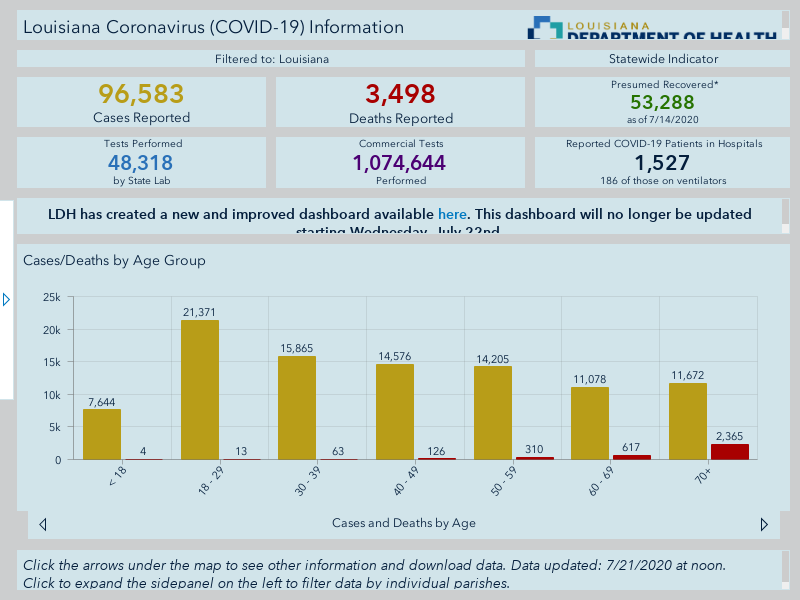 Louisiana Coronavirus (COVID-19) Information
LOUISIANA
DEPARTMENT OF HEALTH
Filtered to: Louisiana
Statewide Indicator
96,583
Cases Reported
3,498
Deaths Reported
Presumed Recovered*
53,288
as of 7/14/2020
Tests Performed
48,318
by State Lab
Commercial Tests
1,074,644
Performed
Reported COVID-19 Patients in Hospitals
1,527
186 of those on ventilators
LDH has created a new and improved dashboard available here. This dashboard will no longer be updated
starting Wednesday, July 22nd
Cases/Deaths by Age Group
25k
20k
15k
10k
5k
0
7,644
4
21,371
13
15,865
63
14,576
126
14,205
310
11,078
617
11,672
2,365
< 18
18 - 29
30 - 39
40 - 49
50 - 59
60 - 69
70+
Cases and Deaths by Age
Click the arrows under the map to see other information and download data. Data updated: 7/21/2020 at noon.
Click to expand the sidepanel on the left to filter data by individual parishes.